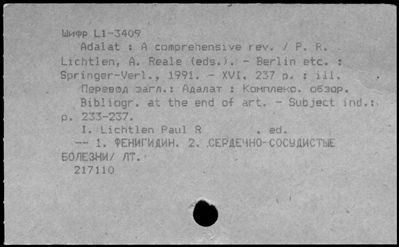 Шифр L1-3409
Adalat : A comprehensive rev. / P. R.
Lichtlen, A. Reale (eds.). - Berlin etc. :
Springer-Verl., 1991. - XVI, 237 p. : ill.
Перевод загл.: Адалат : Комплекс. обзор.
Bibliogr. at the end of art. - Subject ind.:
p. 233-237.
I. Lichtlen Paul R . ed.
-- 1. ФЕНИГИДИН. 2. СЕРДЕЧНО-СОСУДИСТЫЕ
БОЛЕЗНИ/ ЛТ.
217110